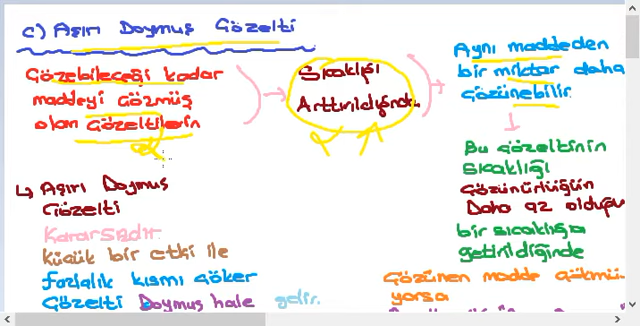 c) Aşırı Doymuş Çözelti
Çözebileceği kadar
maddeyi çözmüş
olan çözeltilerin
Sıcaklığı
Arttırıldığında
Aynı maddeden
bir miktar daha
Çözünebilir
Bu çözeltinin
sıcaklığı
Çözünürlüğün
Daha az olduğu
bir sıcaklığa
getirildiğinde
Çözünen madde çökmü-
yorsa
↳ Aşırı Doymuş
Çözelti
Kararsızdır.
küçük bir etki ile
fazlalık kısmı çöker
Çözelti Doymuş hale gelir.